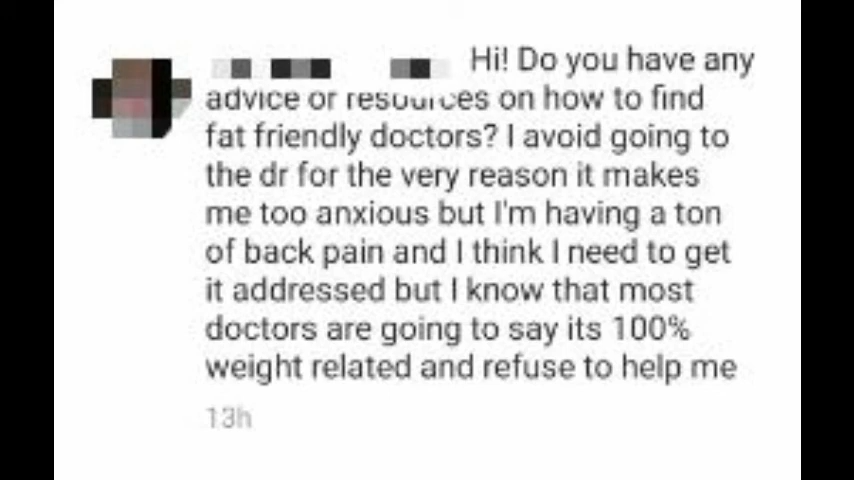 Hi! Do you have any
advice or resources on how to find
fat friendly doctors? I avoid going to
the dr for the very reason it makes
me too anxious but I'm having a ton
of back pain and I think I need to get
it addressed but I know that most
doctors are going to say its 100%
weight related and refuse to help me
13h